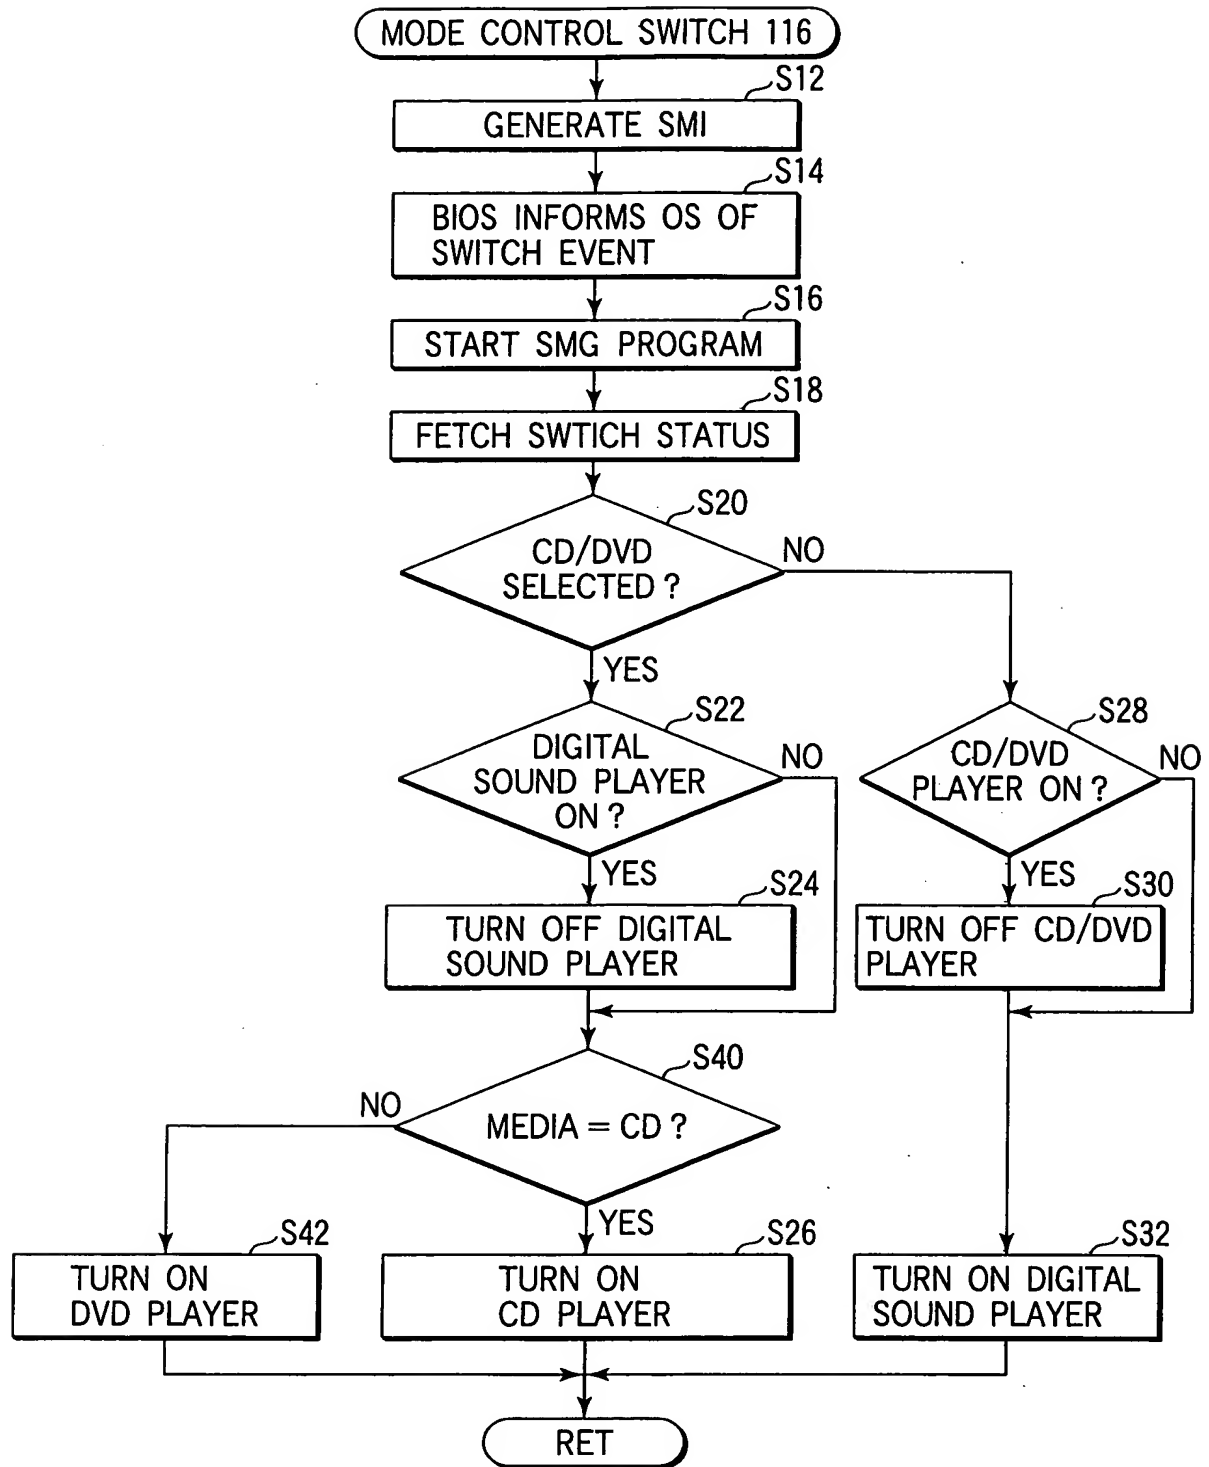 MODE CONTROL SWITCH 116
S12
GENERATE SMI
S14
BIOS INFORMS OS OF
SWITCH EVENT
S16
START SMG PROGRAM
S18
FETCH SWTICH STATUS
S20
CD/DVD
SELECTED ?
NO
YES
S22
DIGITAL
SOUND PLAYER
ON ?
NO
S28
CD/DVD
PLAYER ON ?
NO
YES
YES
S24
TURN OFF DIGITAL
SOUND PLAYER
S30
TURN OFF CD/DVD
PLAYER
S40
MEDIA = CD ?
NO
YES
S42
TURN ON
DVD PLAYER
S26
TURN ON
CD PLAYER
S32
TURN ON DIGITAL
SOUND PLAYER
RET